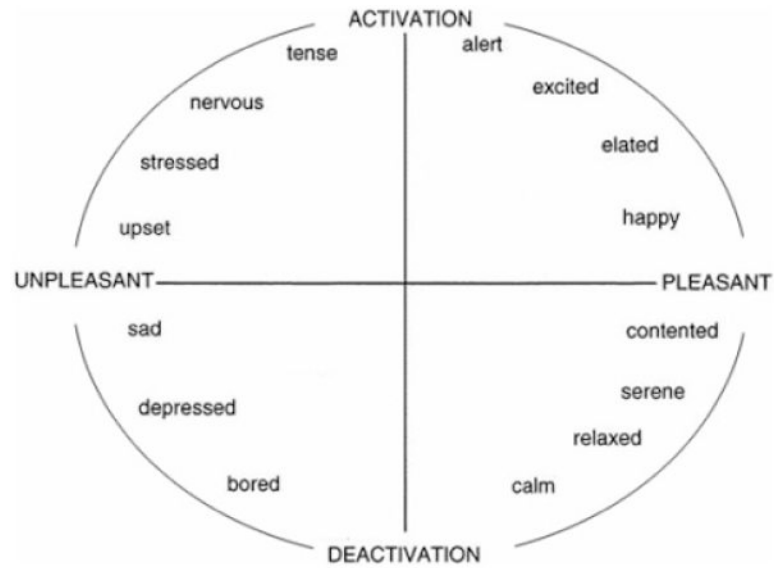 ACTIVATION
tense
alert
nervous
excited
stressed
elated
upset
happy
UNPLEASANT
PLEASANT
sad
contented
depressed
serene
relaxed
bored
calm
DEACTIVATION